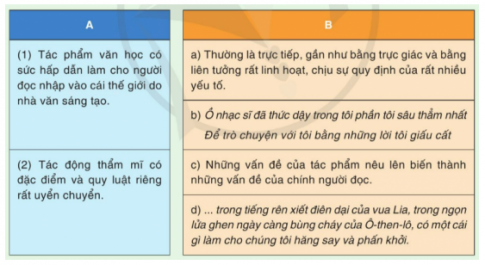 A
B
(1) Tác phẩm văn học có
sức hấp dẫn làm cho người
đọc nhập vào cái thế giới do
nhà văn sáng tạo.
a) Thường là trực tiếp, gần như bằng trực giác và bằng
liên tưởng rất linh hoạt, chịu sự quy định của rất nhiều
yếu tố.
b) Ồ nhạc sĩ đã thức dậy trong tôi phần tôi sâu thẳm nhất
Để trò chuyện với tôi bằng những lời tôi giấu cất
(2) Tác động thẩm mĩ có
đặc điểm và quy luật riêng
rất uyển chuyển.
c) Những vấn đề của tác phẩm nêu lên biến thành
những vấn đề của chính người đọc.
d) ... trong tiếng rên xiết điên dại của vua Lia, trong ngọn
lửa ghen ngày càng bùng cháy của Ô-then-lô, có một cái
gì làm cho chúng tôi hăng say và phấn khởi.